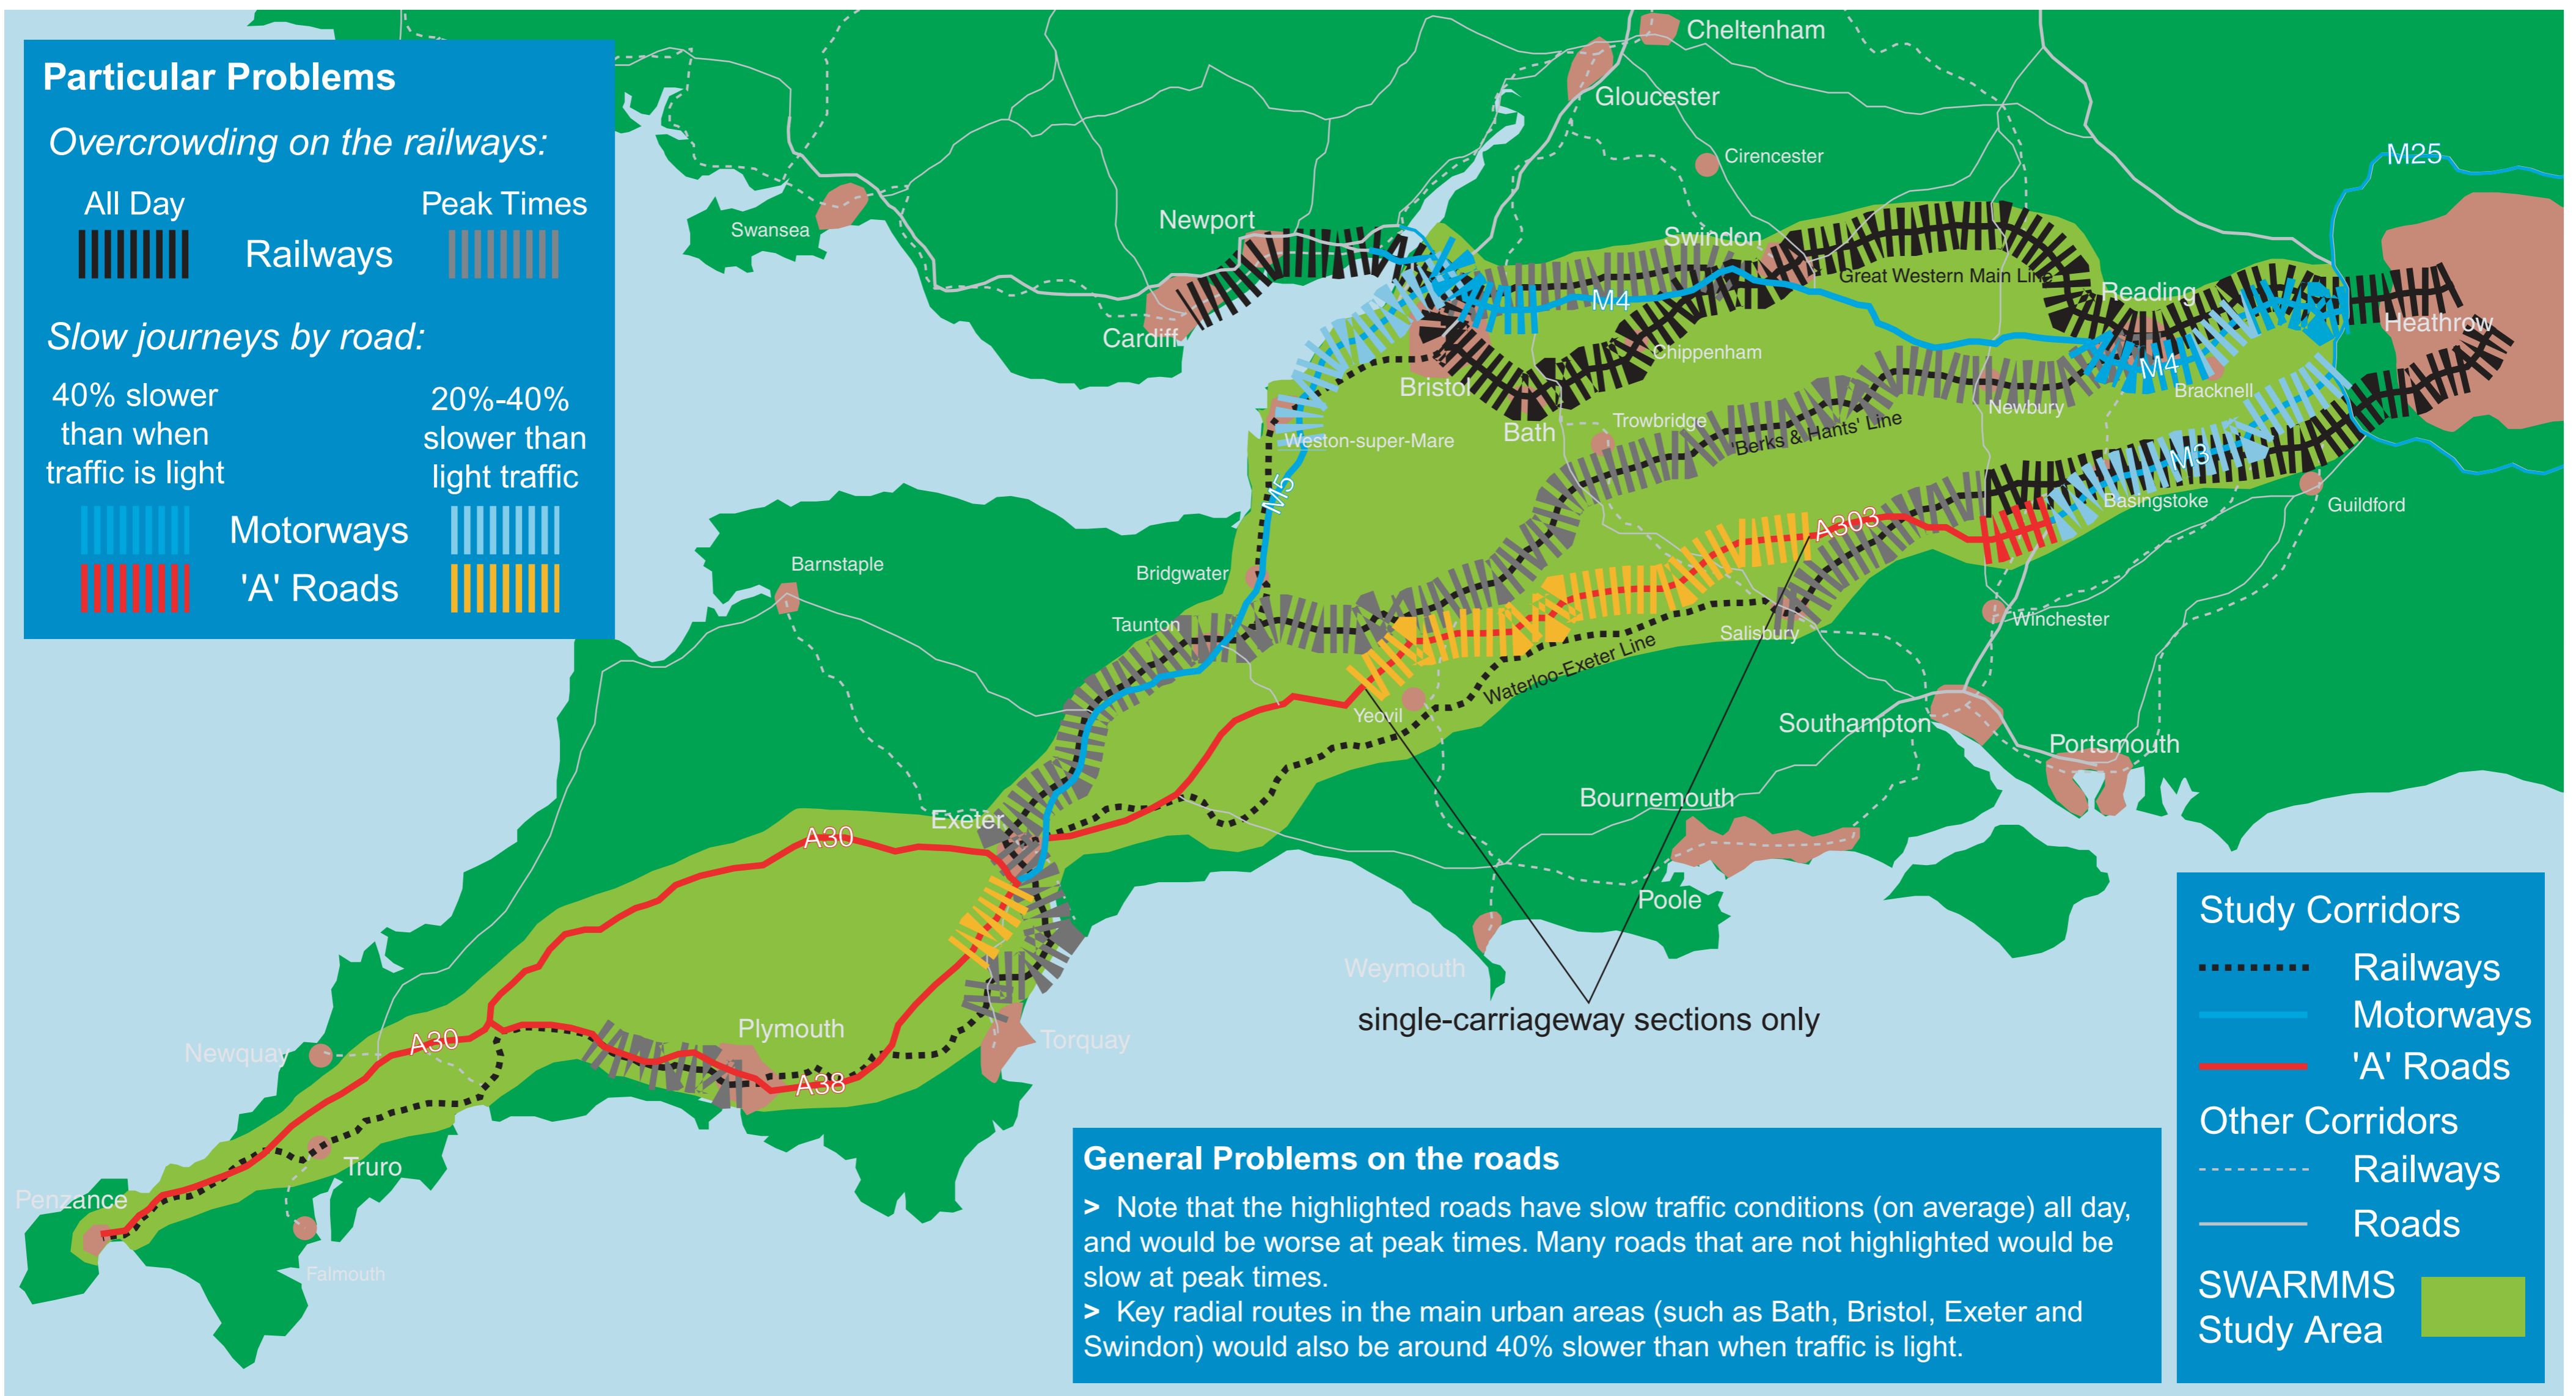 Particular Problems
Overcrowding on the railways:
All Day
Peak Times
Railways
Slow journeys by road:
40% slower
than when
traffic is light
20%-40%
slower than
light traffic
Motorways
'A' Roads
Cheltenham
Gloucester
Cirencester
M25
Newport
Swansea
Swindon
Great Western Main Line
Reading
Heathrow
Cardiff
M4
M4
Chippenham
Bracknell
Bristol
Newbury
Bath
Trowbridge
'Berks & Hants' Line
Weston-super-Mare
M3
M5
Basingstoke
Guildford
A303
Barnstaple
Bridgwater
Taunton
Salisbury
Winchester
Waterloo-Exeter Line
Yeovil
Southampton
Portsmouth
Bournemouth
Exeter
A30
Poole
Weymouth
single-carriageway sections only
Plymouth
Torquay
Newquay
A30
A38
Truro
Penzance
Falmouth
General Problems on the roads
> Note that the highlighted roads have slow traffic conditions (on average) all day,
and would be worse at peak times. Many roads that are not highlighted would be
slow at peak times.
> Key radial routes in the main urban areas (such as Bath, Bristol, Exeter and
Swindon) would also be around 40% slower than when traffic is light.
Study Corridors
Railways
Motorways
'A' Roads
Other Corridors
Railways
Roads
SWARMMS
Study Area